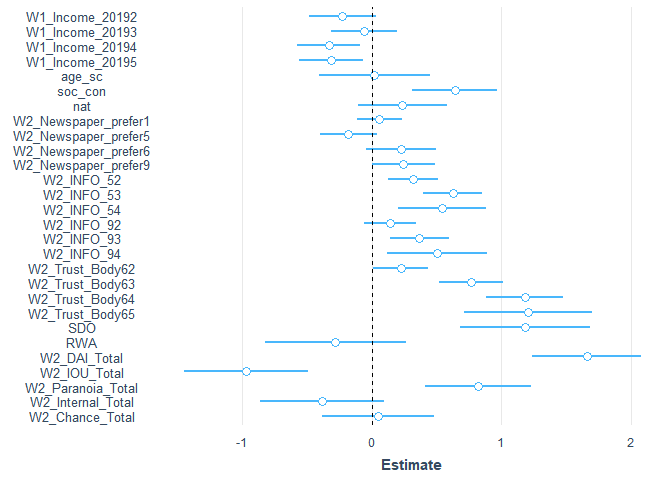 W1_Income_20192
W1_Income_20193
W1_Income_20194
W1_Income_20195
age_sc
soc_con
nat
W2_Newspaper_prefer1
W2_Newspaper_prefer5
W2_Newspaper_prefer6
W2_Newspaper_prefer9
W2_INFO_52
W2_INFO_53
W2_INFO_54
W2_INFO_92
W2_INFO_93
W2_INFO_94
W2_Trust_Body62
W2_Trust_Body63
W2_Trust_Body64
W2_Trust_Body65
SDO
RWA
W2_DAI_Total
W2_IOU_Total
W2_Paranoia_Total
W2_Internal_Total
W2_Chance_Total
-1 0 1 2
Estimate